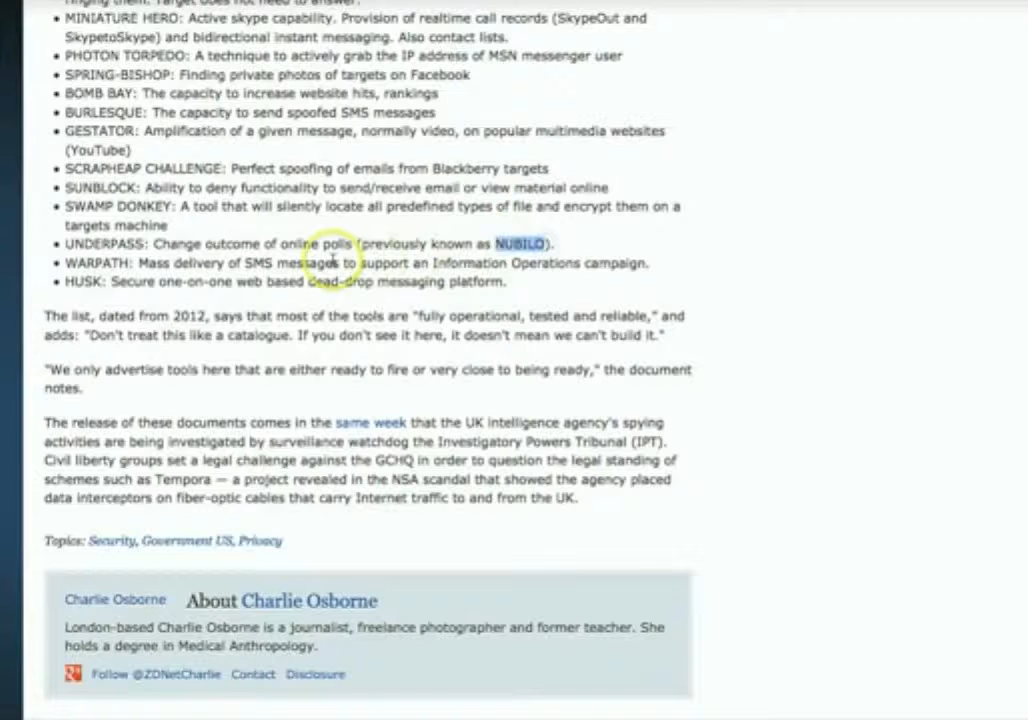 ringing them. Target does not need to answer.
• MINIATURE HERO: Active skype capability. Provision of realtime call records (SkypeOut and
SkypetoSkype) and bidirectional instant messaging. Also contact lists.
• PHOTON TORPEDO: A technique to actively grab the IP address of MSN messenger user
• SPRING-BISHOP: Finding private photos of targets on Facebook
• BOMB BAY: The capacity to increase website hits, rankings
• BURLESQUE: The capacity to send spoofed SMS messages
• GESTATOR: Amplification of a given message, normally video, on popular multimedia websites
(YouTube)
• SCRAPHEAP CHALLENGE: Perfect spoofing of emails from Blackberry targets
• SUNBLOCK: Ability to deny functionality to send/receive email or view material online
• SWAMP DONKEY: A tool that will silently locate all predefined types of file and encrypt them on a
targets machine
• UNDERPASS: Change outcome of online polls (previously known as NUBILO).
• WARPATH: Mass delivery of SMS messages to support an Information Operations campaign.
• HUSK: Secure one-on-one web based dead-drop messaging platform.
The list, dated from 2012, says that most of the tools are "fully operational, tested and reliable," and
adds: "Don't treat this like a catalogue. If you don't see it here, it doesn't mean we can't build it."
"We only advertise tools here that are either ready to fire or very close to being ready," the document
notes.
The release of these documents comes in the same week that the UK intelligence agency's spying
activities are being investigated by surveillance watchdog the Investigatory Powers Tribunal (IPT).
Civil liberty groups set a legal challenge against the GCHQ in order to question the legal standing of
schemes such as Tempora — a project revealed in the NSA scandal that showed the agency placed
data interceptors on fiber-optic cables that carry Internet traffic to and from the UK.
Topics: Security, Government US, Privacy
Charlie Osborne About Charlie Osborne
London-based Charlie Osborne is a journalist, freelance photographer and former teacher. She
holds a degree in Medical Anthropology.
Follow @ZDNetCharlie Contact Disclosure